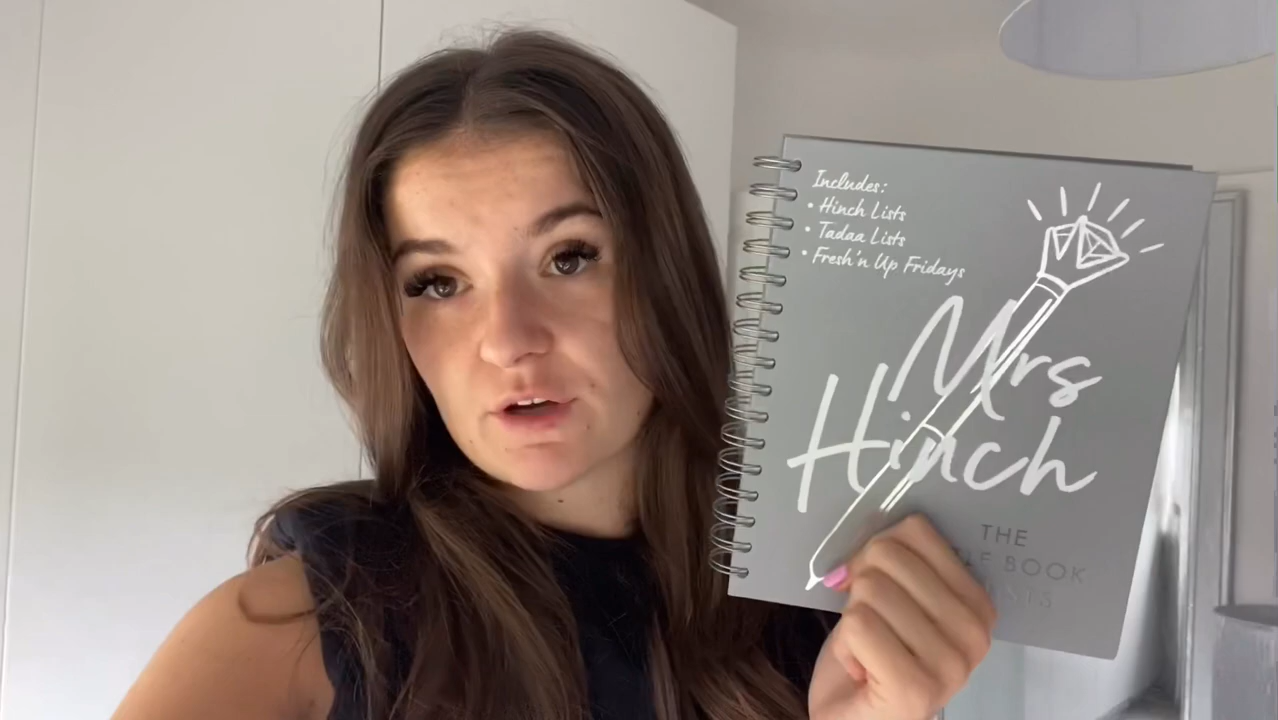 Includes:
• Hinch Lists
• Tadaa Lists
• Fresh'n Up Fridays
Mrs
Hinch
THE
BOOK